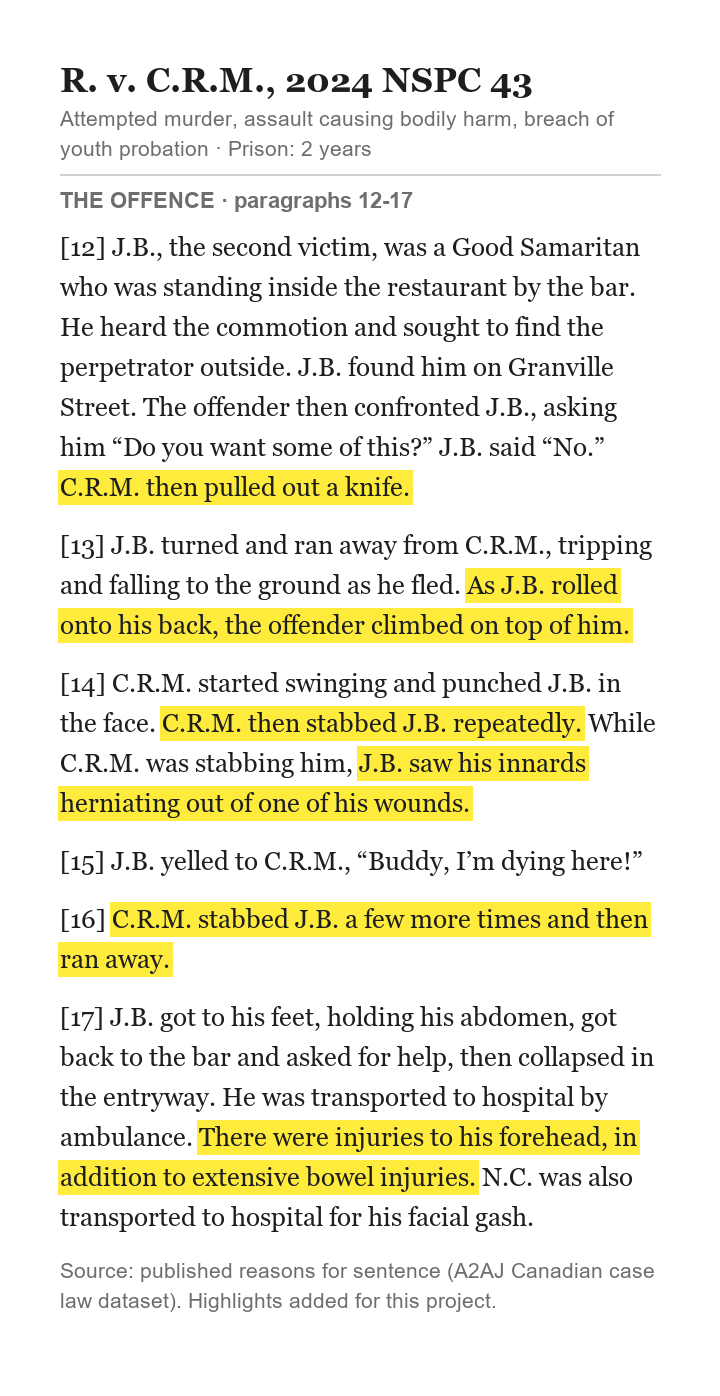 R. v. C.R.M., 2024 NSPC 43
Attempted murder, assault causing bodily harm, breach of
youth probation · Prison: 2 years
THE OFFENCE · paragraphs 12-17
[12] J.B., the second victim, was a Good Samaritan
who was standing inside the restaurant by the bar.
He heard the commotion and sought to find the
perpetrator outside. J.B. found him on Granville
Street. The offender then confronted J.B., asking
him “Do you want some of this?” J.B. said “No.”
C.R.M. then pulled out a knife.
[13] J.B. turned and ran away from C.R.M., tripping
and falling to the ground as he fled. As J.B. rolled
onto his back, the offender climbed on top of him.
[14] C.R.M. started swinging and punched J.B. in
the face. C.R.M. then stabbed J.B. repeatedly. While
C.R.M. was stabbing him, J.B. saw his innards
herniating out of one of his wounds.
[15] J.B. yelled to C.R.M., “Buddy, I’m dying here!”
[16] C.R.M. stabbed J.B. a few more times and then
ran away.
[17] J.B. got to his feet, holding his abdomen, got
back to the bar and asked for help, then collapsed in
the entryway. He was transported to hospital by
ambulance. There were injuries to his forehead, in
addition to extensive bowel injuries. N.C. was also
transported to hospital for his facial gash.
Source: published reasons for sentence (A2AJ Canadian case
law dataset). Highlights added for this project.